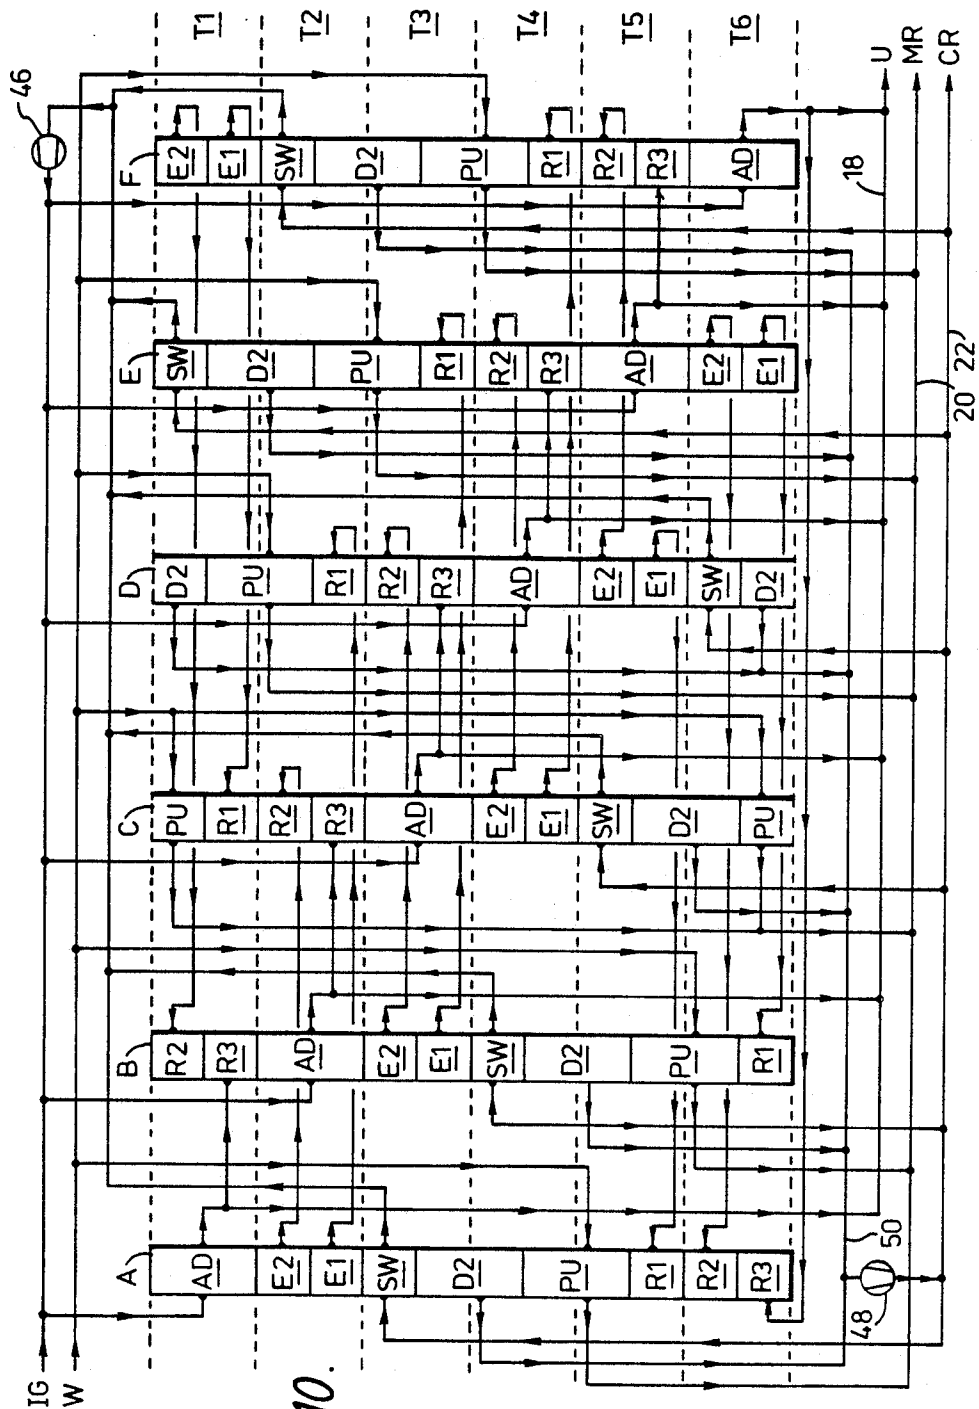 46
T1
T2
T3
T4
T5
T6
F
E2
E1
SW
D2
PU
R1
R2
R3
AD
U
MR
CR
18
E
SW
D2
PU
R1
R2
R3
AD
E2
E1
20
22
D
D2
PU
R1
R2
R3
AD
E2
E1
SW
D2
C
PU
R1
R2
R3
AD
E2
E1
SW
D2
PU
B
R2
R3
AD
E2
E1
SW
D2
PU
R1
A
AD
E2
E1
SW
D2
PU
R1
R2
R3
50
48
IG
W
10.